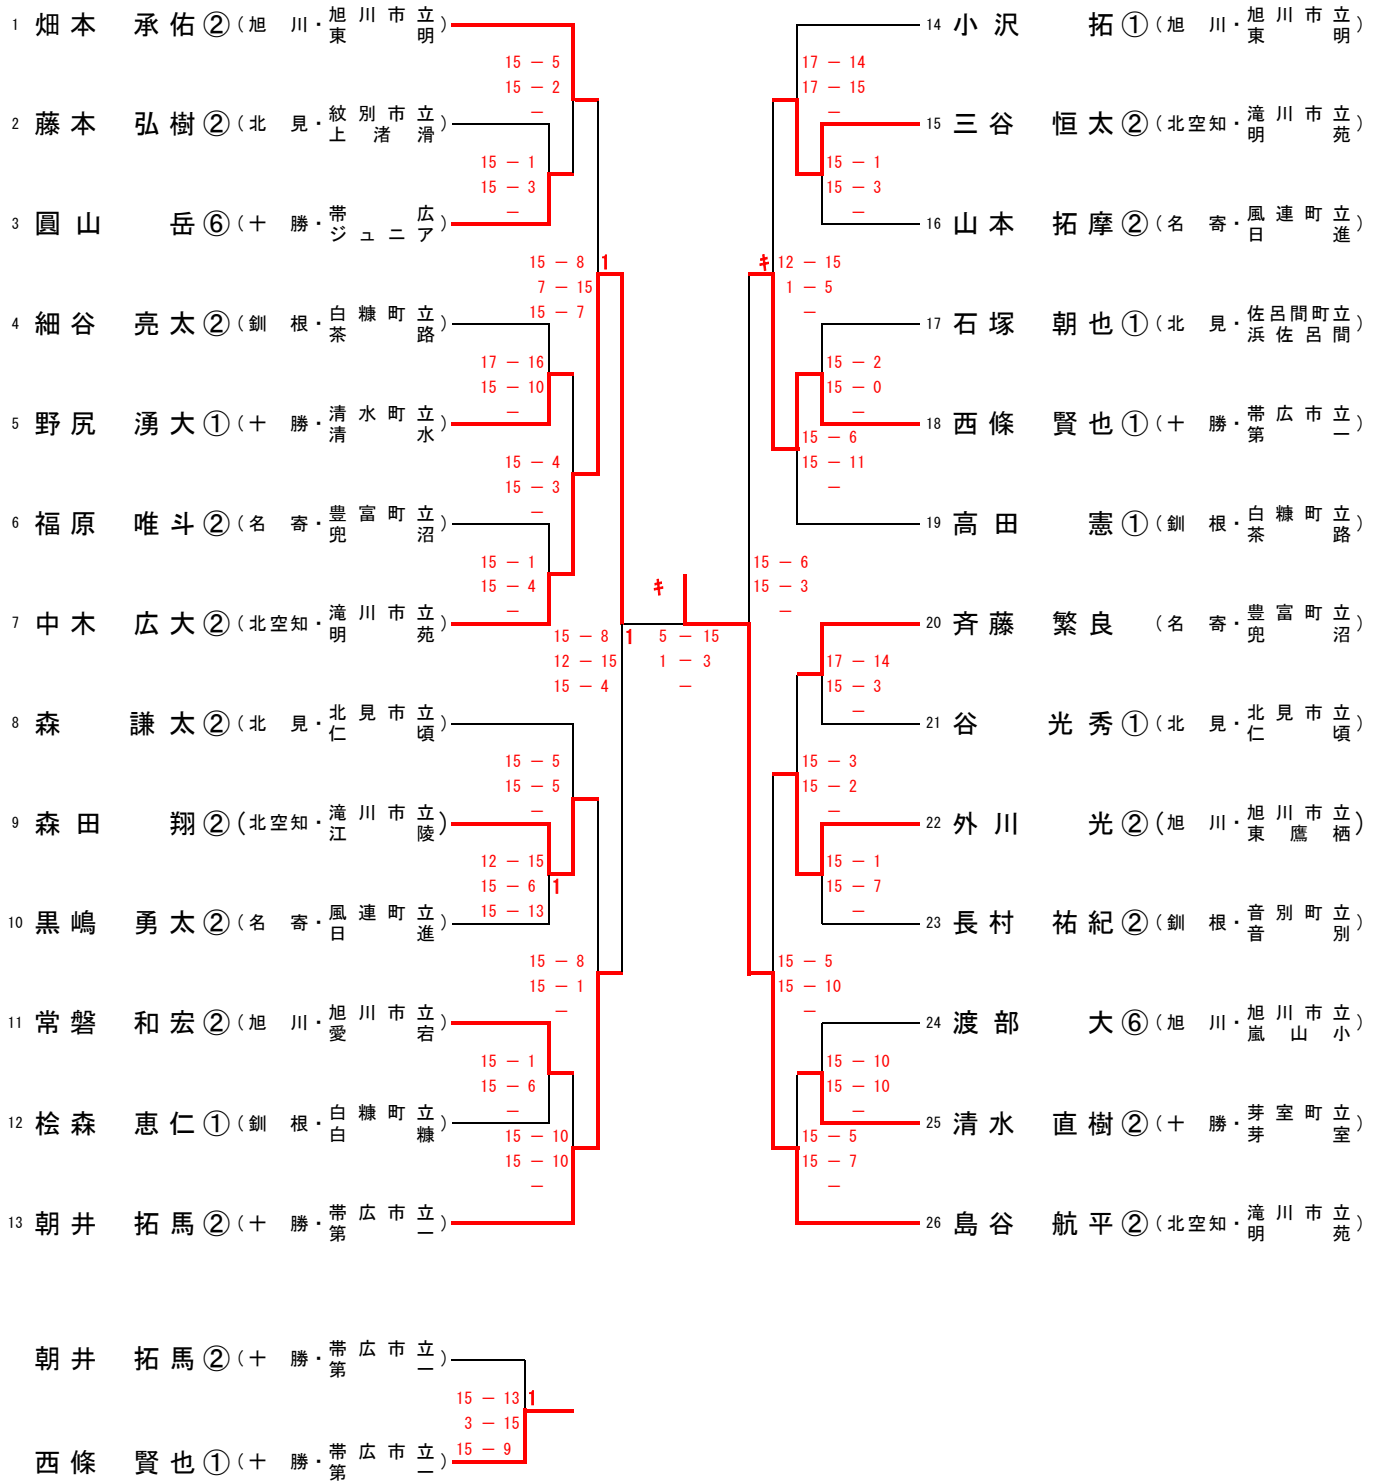 1 畑本 承佑② (旭川・旭川市立東明)
15 − 5
15 − 2
−
2 藤本 弘樹② (北見・紋別市立上渚滑)
15 − 1
15 − 3
−
3 圓山 岳⑥ (十勝・帯広ジュニア)
15 − 8 1
7 − 15
15 − 7
4 細谷 亮太② (釧根・白糠町立茶路)
17 − 16
15 − 10
−
5 野尻 湧大① (十勝・清水町立清水)
15 − 4
15 − 3
−
6 福原 唯斗② (名寄・豊富町立兜沼)
15 − 1
15 − 4
−
7 中木 広大② (北空知・滝川市立明苑)
15 − 8 1
12 − 15
15 − 4
8 森 謙太② (北見・北見市立仁頃)
15 − 5
15 − 5
−
9 森田 翔② (北空知・滝川市立江陵)
12 − 15
15 − 6 1
15 − 13
10 黒嶋 勇太② (名寄・風連町立日進)
15 − 8
15 − 1
−
11 常磐 和宏② (旭川・旭川市立愛宕)
15 − 1
15 − 6
−
12 桧森 恵仁① (釧根・白糠町立白糠)
15 − 10
15 − 10
−
13 朝井 拓馬② (十勝・帯広市立第一)
キ
5 − 15
1 − 3
−
14 小沢 拓① (旭川・旭川市立東明)
17 − 14
17 − 15
−
15 三谷 恒太② (北空知・滝川市立明苑)
15 − 1
15 − 3
−
16 山本 拓摩② (名寄・風連町立日進)
キ 12 − 15
1 − 5
−
17 石塚 朝也① (北見・佐呂間町立浜佐呂間)
15 − 2
15 − 0
−
18 西條 賢也① (十勝・帯広市立第一)
15 − 6
15 − 11
−
19 高田 憲① (釧根・白糠町立茶路)
15 − 6
15 − 3
−
20 斉藤 繁良 (名寄・豊富町立兜沼)
17 − 14
15 − 3
−
21 谷 光秀① (北見・北見市立仁頃)
15 − 3
15 − 2
−
22 外川 光② (旭川・旭川市立東鷹栖)
15 − 1
15 − 7
−
23 長村 祐紀② (釧根・音別町立音別)
15 − 5
15 − 10
−
24 渡部 大⑥ (旭川・旭川市立嵐山小)
15 − 10
15 − 10
25 清水 直樹② (十勝・芽室町立芽室)
15 − 5
15 − 7
−
26 島谷 航平② (北空知・滝川市立明苑)
朝井 拓馬② (十勝・帯広市立第一)
15 − 13 1
3 − 15
15 − 9
西條 賢也① (十勝・帯広市立第一)